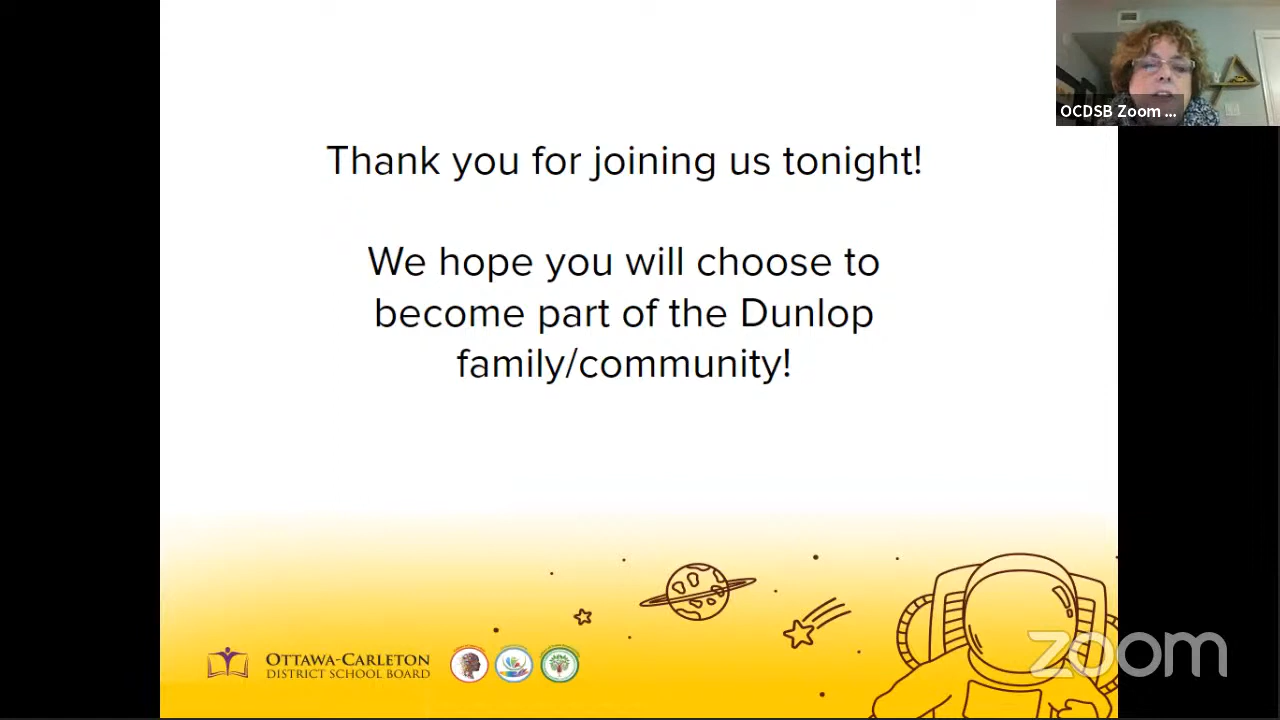 OCDSB Zoom ...
Thank you for joining us tonight!
We hope you will choose to
become part of the Dunlop
family/community!
OTTAWA-CARLETON
DISTRICT SCHOOL BOARD
zoom